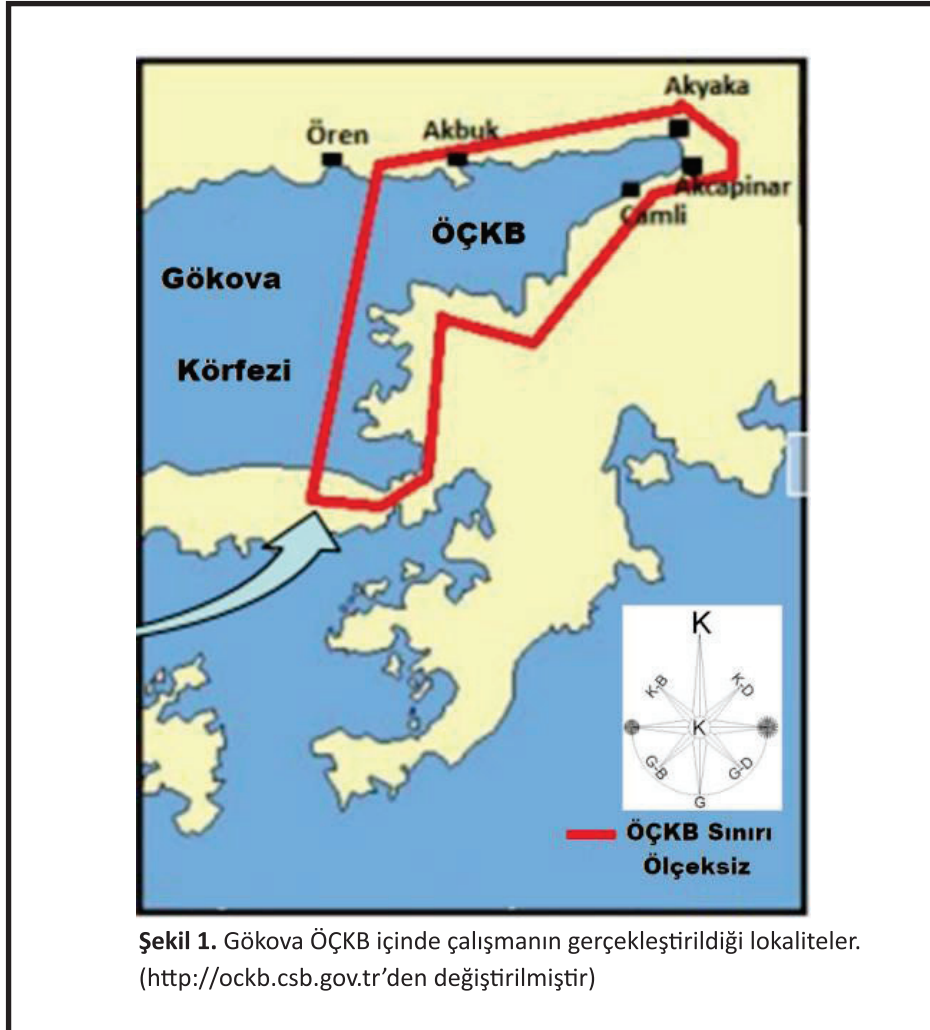 Akyaka
Ören
Akbuk
Akcapinar
Camli
ÖÇKB
Gökova
Körfezi
K
K-B
K-D
K
G-B
G-D
G
ÖÇKB Sınırı
Ölçeksiz
Şekil 1. Gökova ÖÇKB içinde çalışmanın gerçekleştirildiği lokaliteler.
(http://ockb.csb.gov.tr’den değiştirilmiştir)